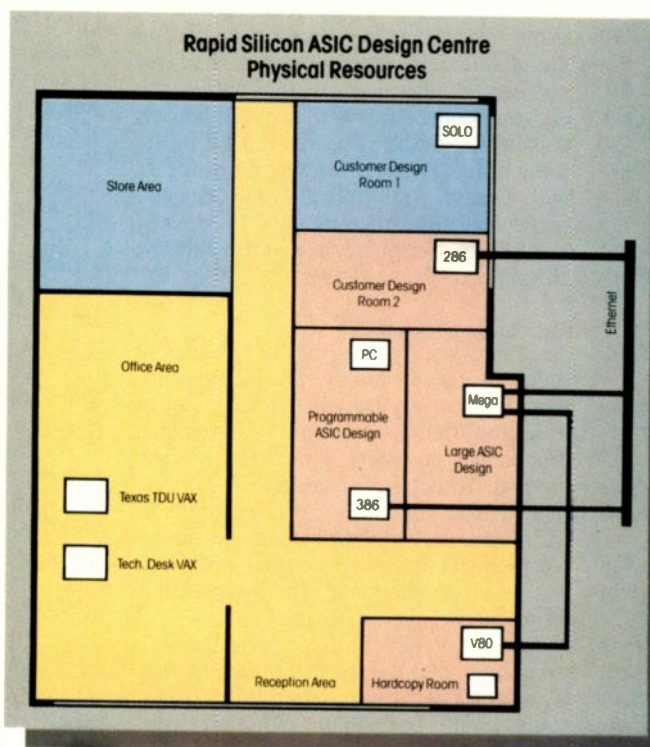 Rapid Silicon ASIC Design Centre
Physical Resources
SOLO
Store Area
Customer Design
Room 1
286
Customer Design
Room 2
Ethernet
PC
Office Area
Mega
Programmable
ASIC Design
Large ASIC
Design
Texas TDU VAX
386
Tech. Desk VAX
V80
Reception Area
Hardcopy Room